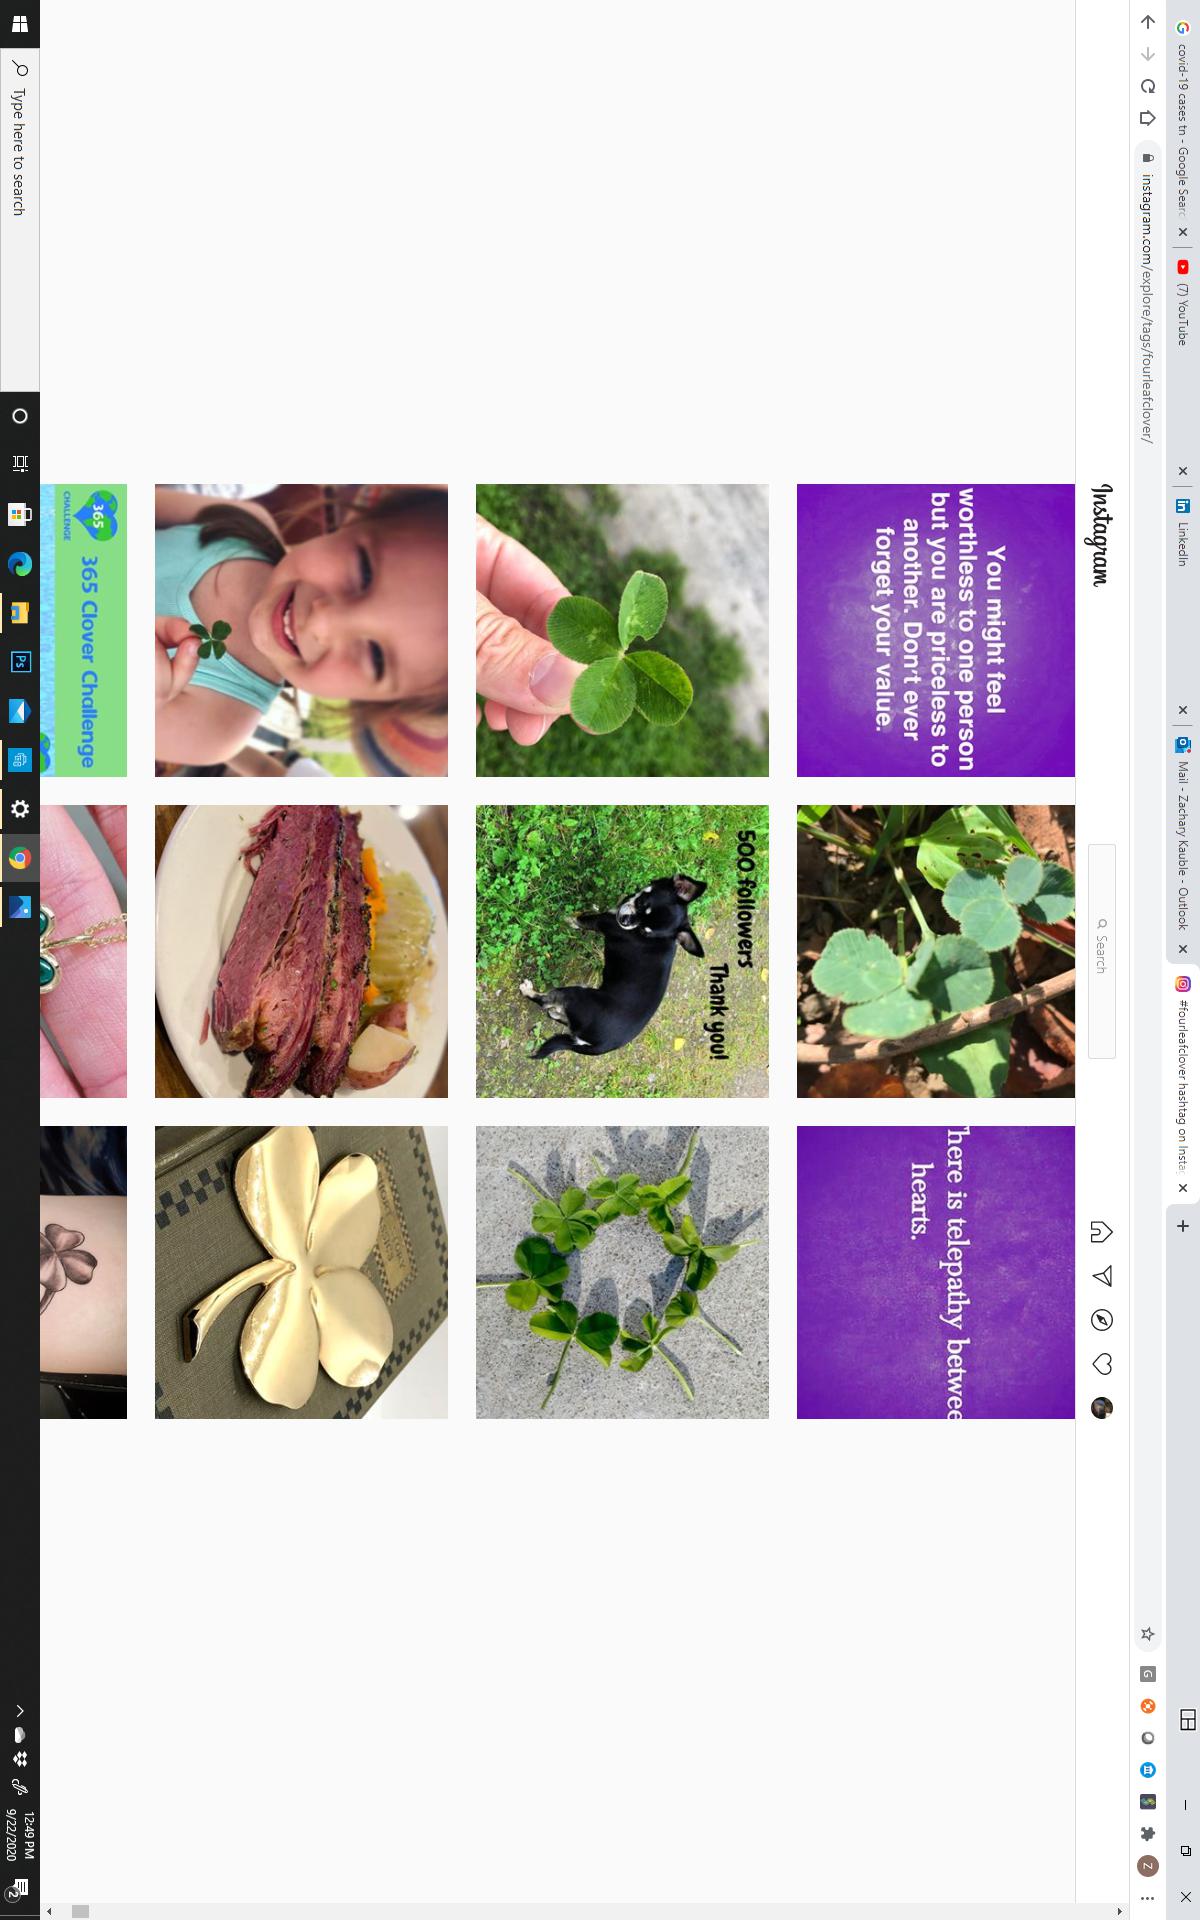 covid-19 cases tn - Google Searc
(7) YouTube
LinkedIn
Mail - Zachary Kauble - Outlook
#fourleafclover hashtag on Insta
instagram.com/explore/tags/fourleafclover/
G
Z
Instagram
Search
You might feel
worthless to one person
but you are priceless to
another. Don't ever
forget your value.
here is telepathy betwee
hearts.
500 followers
Thank you!
365
CHALLENGE
365 Clover Challenge
Type here to search
Ps
12:49 PM
9/22/2020
2